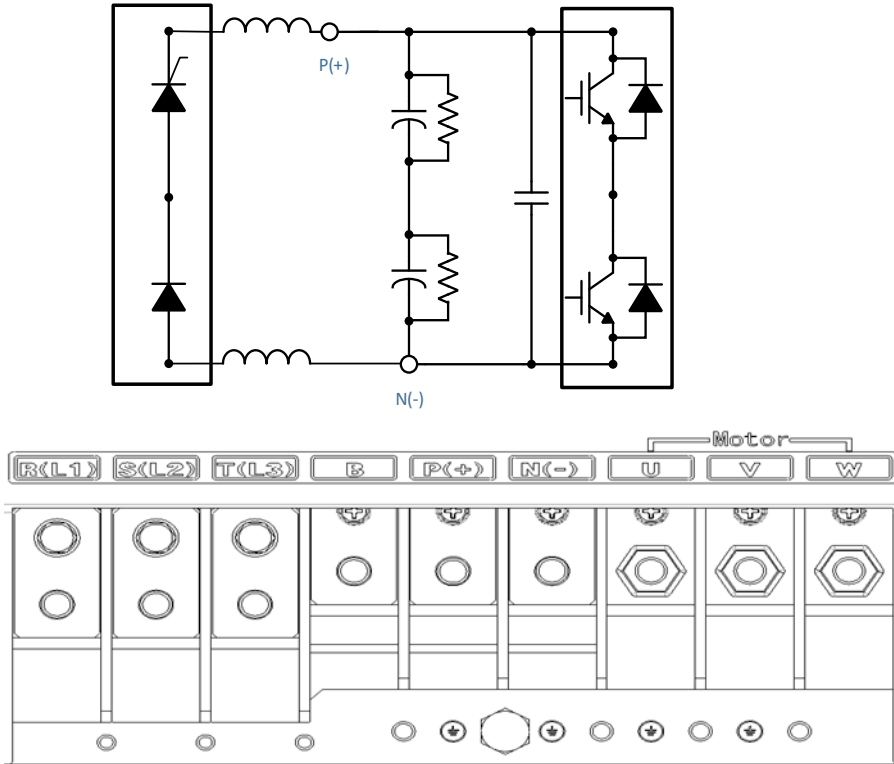 P(+)
N(-)
Motor
R(L1) S(L2) T(L3) B P(+) N(-) U V W